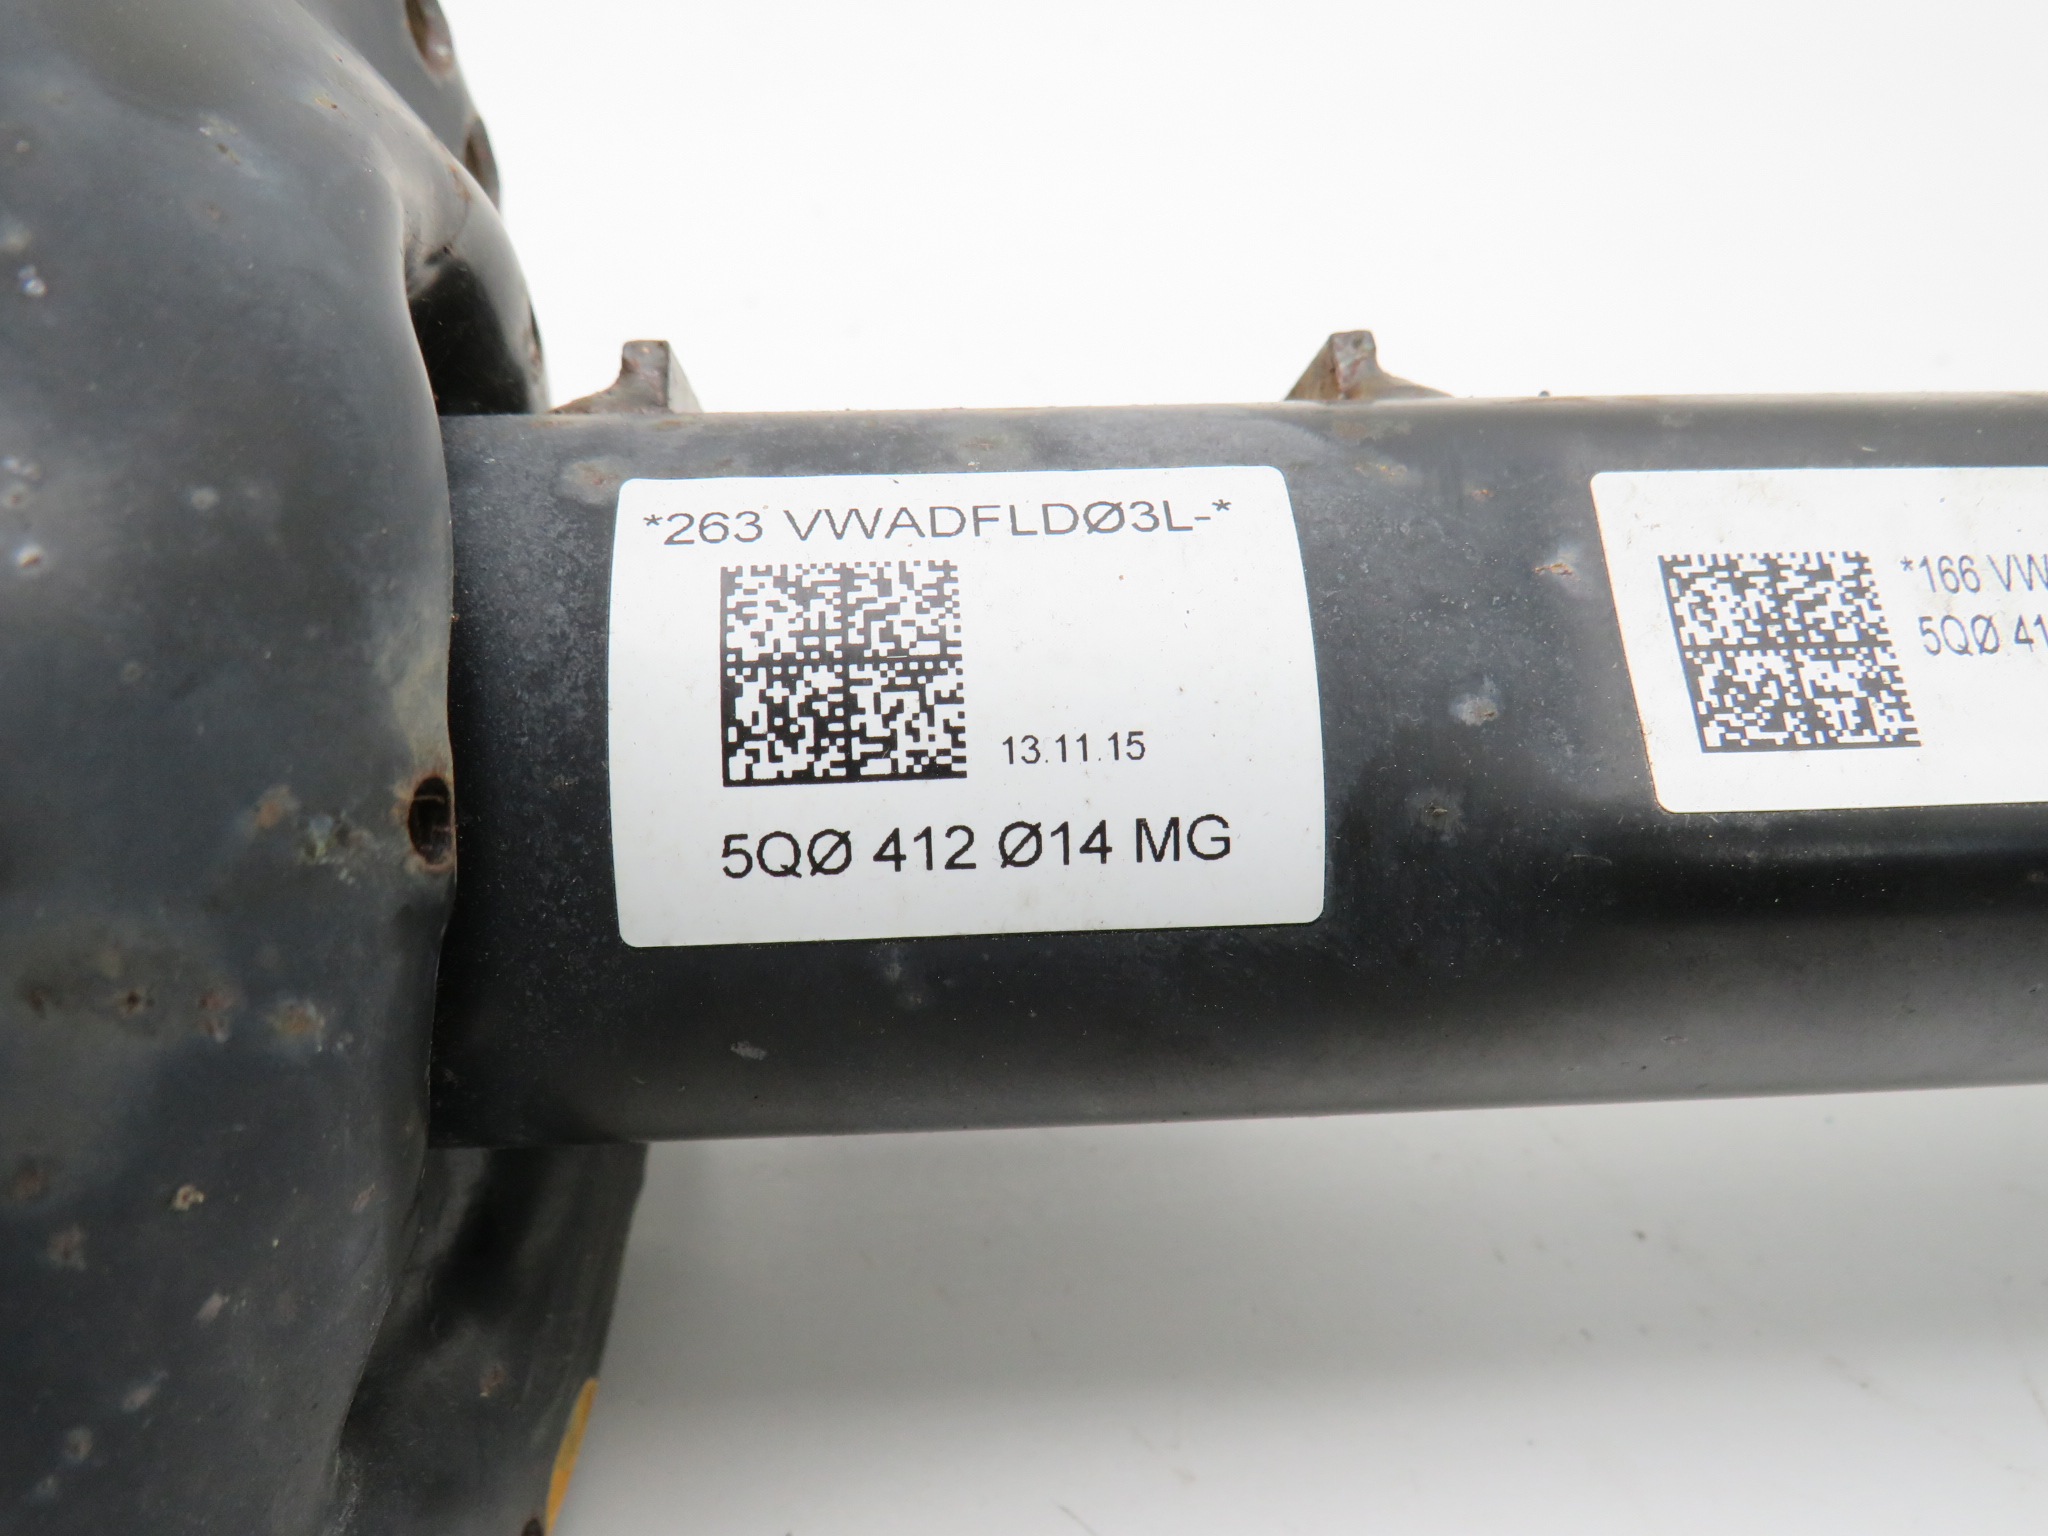 *263 VWADFLDØ3L-*
13.11.15
5QØ 412 Ø14 MG
*166 VW
5QØ 41